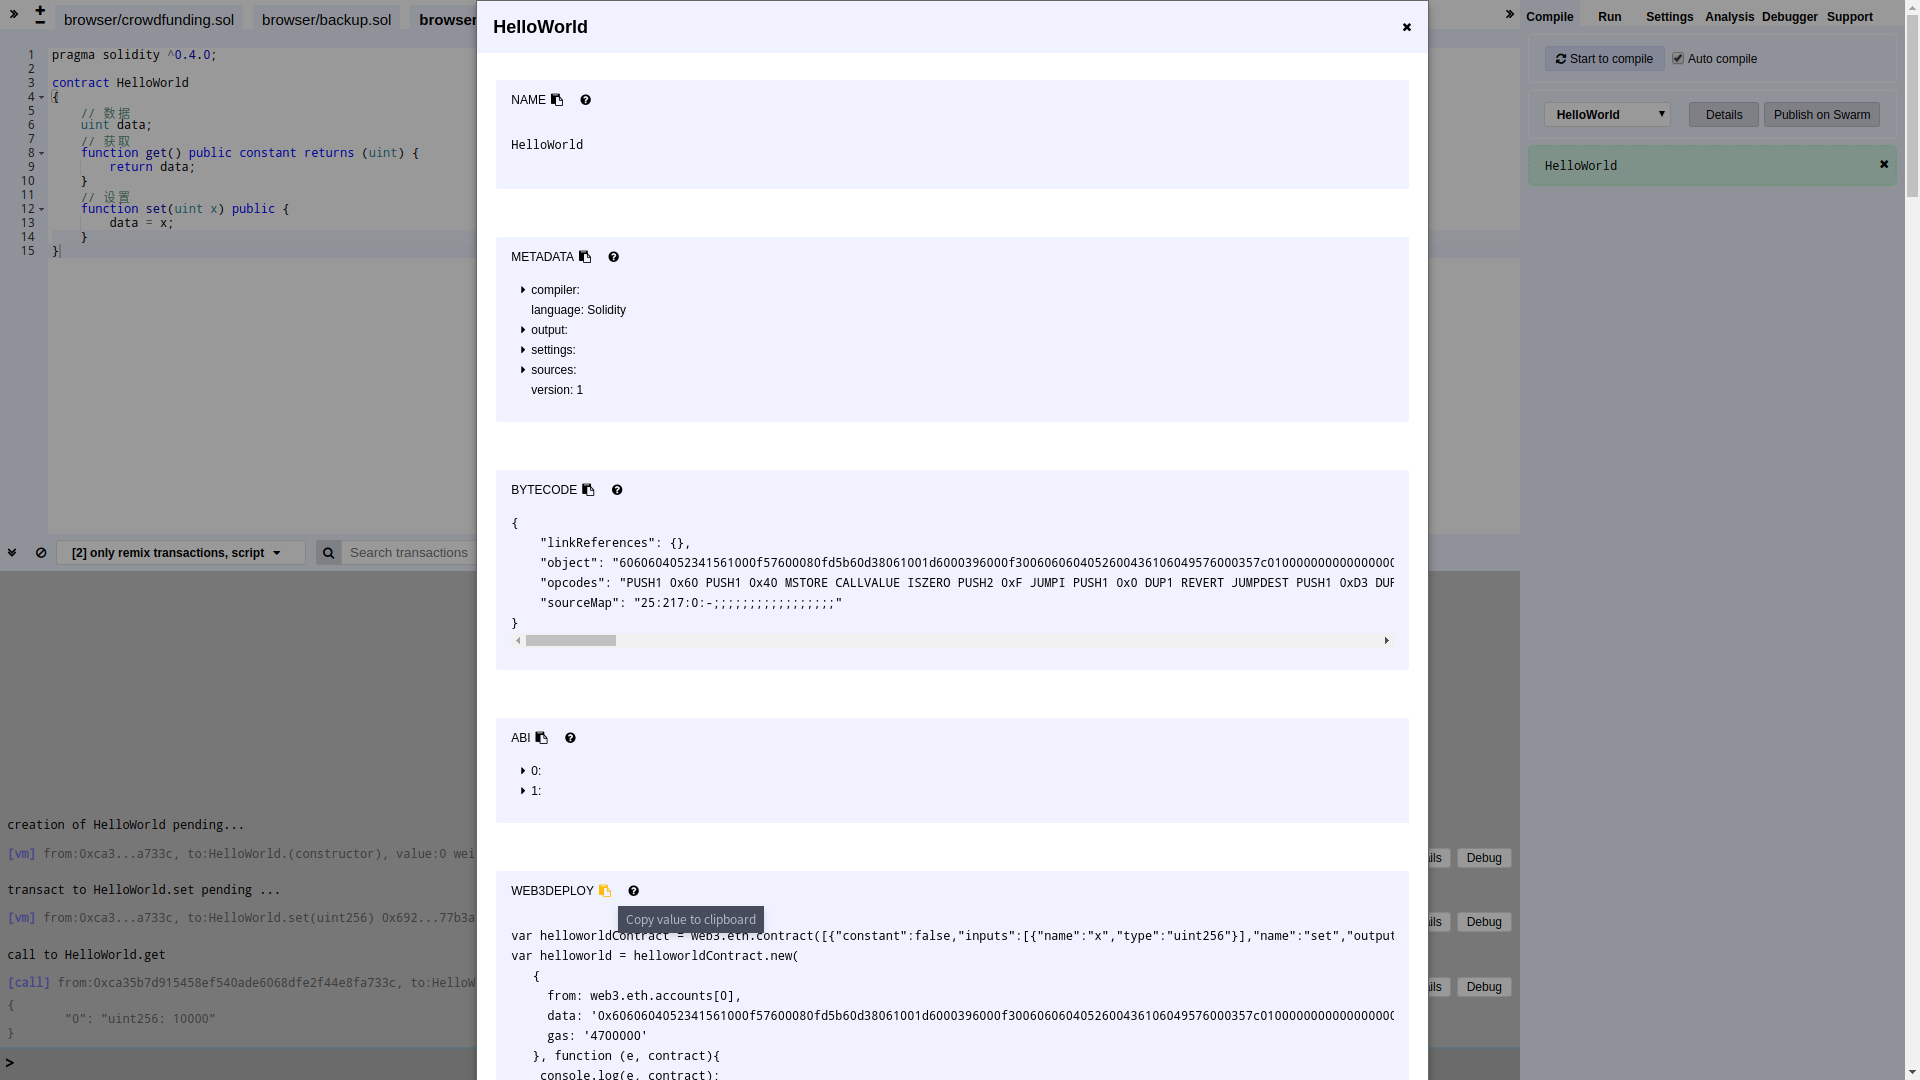 browser/crowdfunding.sol browser/backup.sol browser
1 pragma solidity ^0.4.0;
2
3 contract HelloWorld
4 {
5 // 数据
6 uint data;
7 // 获取
8 function get() public constant returns (uint) {
9 return data;
10 }
11 // 设置
12 function set(uint x) public {
13 data = x;
14 }
15 }
[2] only remix transactions, script
Search transactions
creation of HelloWorld pending...
[vm] from:0xca3...a733c, to:HelloWorld.(constructor), value:0 wei
transact to HelloWorld.set pending ...
[vm] from:0xca3...a733c, to:HelloWorld.set(uint256) 0x692...77b3a
call to HelloWorld.get
[call] from:0xca35b7d915458ef540ade6068dfe2f44e8fa733c, to:HelloW
{
"0": "uint256: 10000"
}
>
HelloWorld
NAME
HelloWorld
METADATA
compiler:
language: Solidity
output:
settings:
sources:
version: 1
BYTECODE
{
"linkReferences": {},
"object": "6060604052341561000f57600080fd5b60d38061001d6000396000f3006060604052600436106049576000357c0100000000000000000
"opcodes": "PUSH1 0x60 PUSH1 0x40 MSTORE CALLVALUE ISZERO PUSH2 0xF JUMPI PUSH1 0x0 DUP1 REVERT JUMPDEST PUSH1 0xD3 DUP
"sourceMap": "25:217:0:-;;;;;;;;;;;;;;;;;"
}
ABI
0:
1:
WEB3DEPLOY
Copy value to clipboard
var helloworldContract = web3.eth.contract([{"constant":false,"inputs":[{"name":"x","type":"uint256"}],"name":"set","output
var helloworld = helloworldContract.new(
{
from: web3.eth.accounts[0],
data: '0x6060604052341561000f57600080fd5b60d38061001d6000396000f3006060604052600436106049576000357c0100000000000000000
gas: '4700000'
}, function (e, contract){
console.log(e, contract);
Compile Run Settings Analysis Debugger Support
Start to compile Auto compile
HelloWorld Details Publish on Swarm
HelloWorld
ils Debug
ils Debug
ils Debug